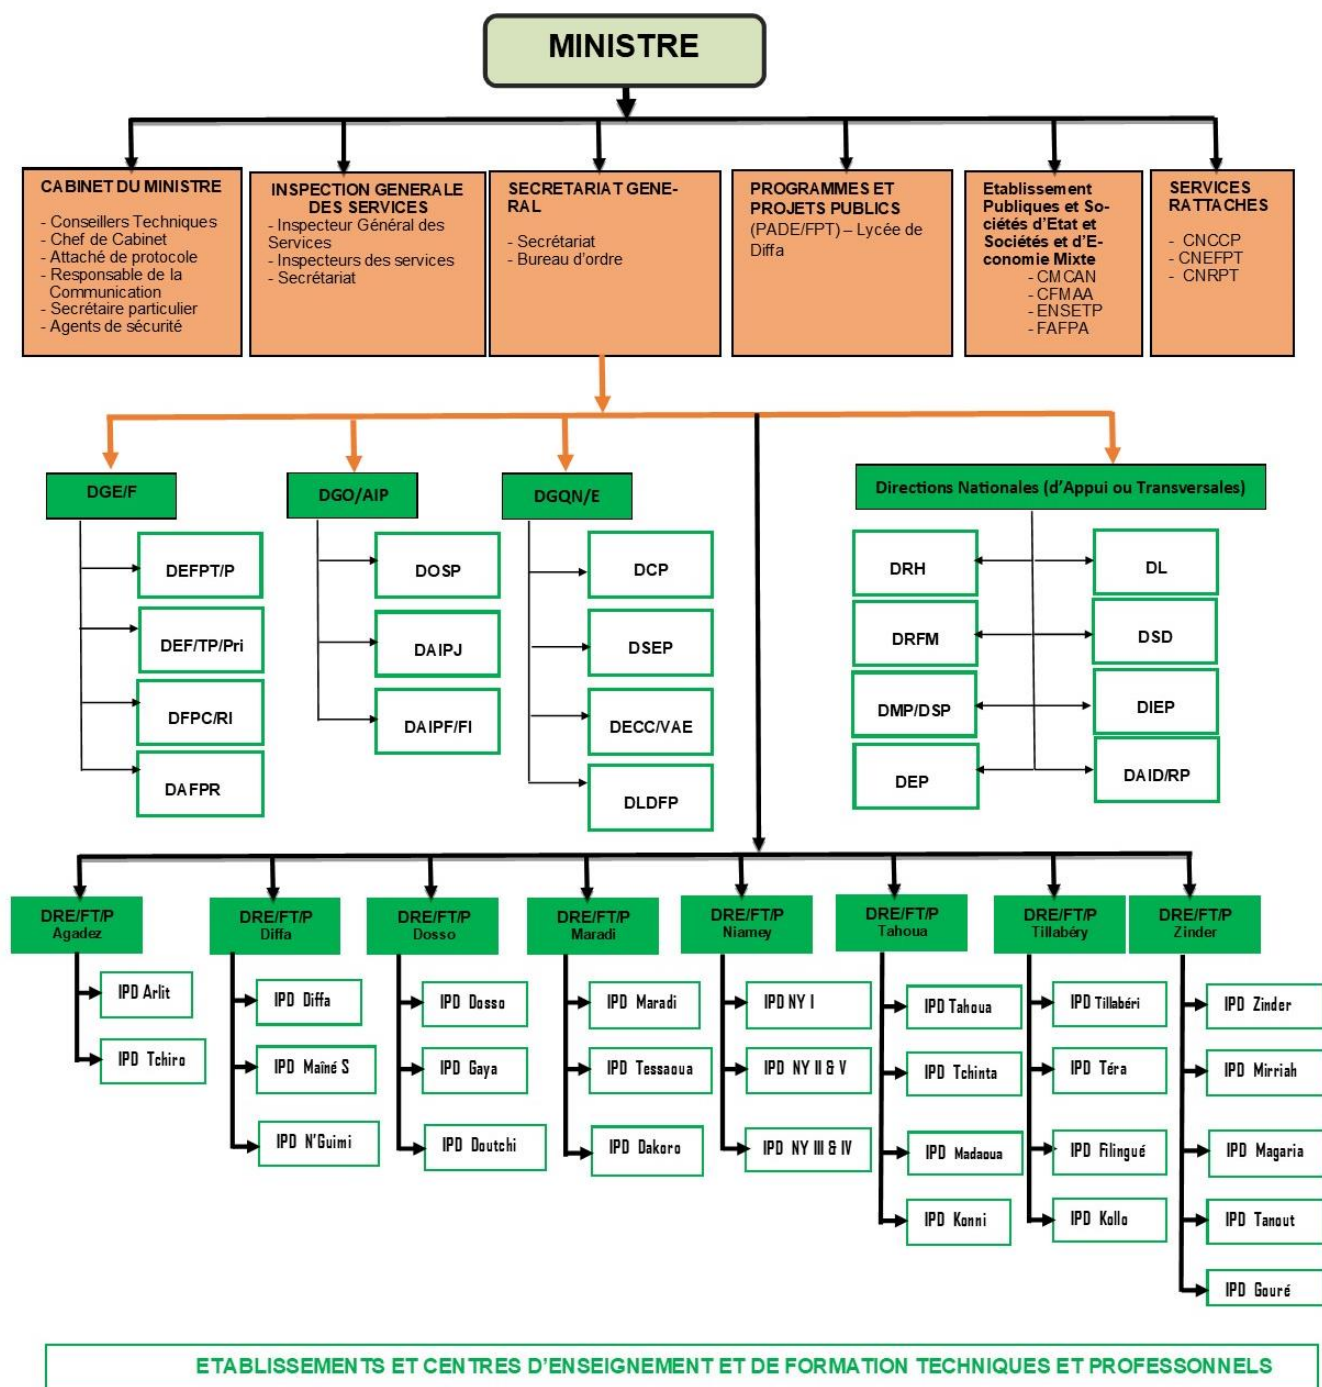 MINISTRE
CABINET DU MINISTRE
- Conseillers Techniques
- Chef de Cabinet
- Attaché de protocole
- Responsable de la
Communication
- Secrétaire particulier
- Agents de sécurité
INSPECTION GENERALE
DES SERVICES
- Inspecteur Général des
Services
- Inspecteurs des services
- Secrétariat
SECRETARIAT GENE-
RAL
- Secrétariat
- Bureau d'ordre
PROGRAMMES ET
PROJETS PUBLICS
(PADE/FPT) – Lycée de
Diffa
Etablissement
Publiques et So-
ciétés d'Etat et
Sociétés et d'E-
conomie Mixte
- CMCAN
- CFMAA
- ENSETP
- FAFPA
SERVICES
RATTACHES
- CNCCP
- CNEFPT
- CNRPT
DGE/F
DEFPT/P
DEF/TP/Pri
DFPC/RI
DAFPR
DGO/AIP
DOSP
DAIPJ
DAIPF/FI
DGQN/E
DCP
DSEP
DECC/VAE
DLDFP
Directions Nationales (d'Appui ou Transversales)
DRH
DL
DRFM
DSD
DMP/DSP
DIEP
DEP
DAID/RP
DRE/FT/P
Agadez
IPD Arlit
IPD Tchiro
DRE/FT/P
Diffa
IPD Diffa
IPD Maîné S
IPD N'Guimi
DRE/FT/P
Dosso
IPD Dosso
IPD Gaya
IPD Doutchi
DRE/FT/P
Maradi
IPD Maradi
IPD Tessaoua
IPD Dakoro
DRE/FT/P
Niamey
IPD NY I
IPD NY II & V
IPD NY III & IV
DRE/FT/P
Tahoua
IPD Tahoua
IPD Tchinta
IPD Madaoua
IPD Konni
DRE/FT/P
Tillabéry
IPD Tillabéri
IPD Téra
IPD Filingué
IPD Kollo
DRE/FT/P
Zinder
IPD Zinder
IPD Mirriah
IPD Magaria
IPD Tanout
IPD Gouré
ETABLISSEMENTS ET CENTRES D'ENSEIGNEMENT ET DE FORMATION TECHNIQUES ET PROFESSIONNELS